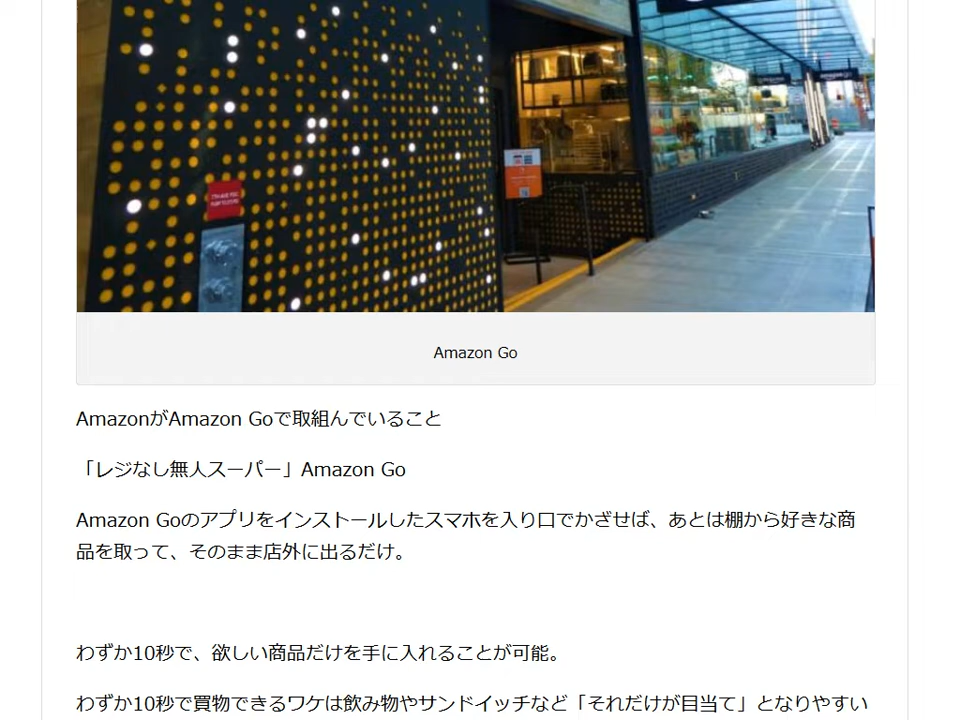 amazon go
Amazon Go
AmazonがAmazon Goで取組んでいること
「レジなし無人スーパー」Amazon Go
Amazon Goのアプリをインストールしたスマホを入り口でかざせば、あとは棚から好きな商
品を取って、そのまま店外に出るだけ。
わずか10秒で、欲しい商品だけを手に入れることが可能。
わずか10秒で買物できるワケは飲み物やサンドイッチなど「それだけが目当て」となりやすい